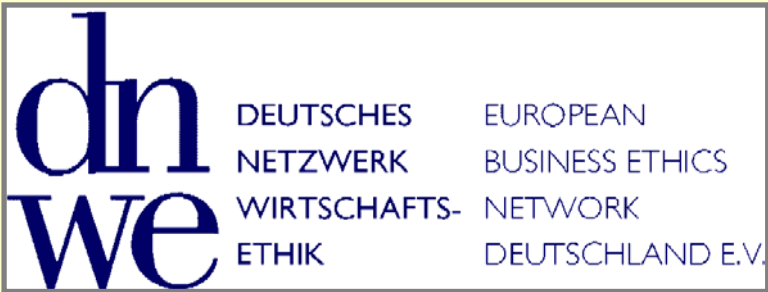 dn
we
DEUTSCHES
NETZWERK
WIRTSCHAFTS-
ETHIK
EUROPEAN
BUSINESS ETHICS
NETWORK
DEUTSCHLAND E.V.